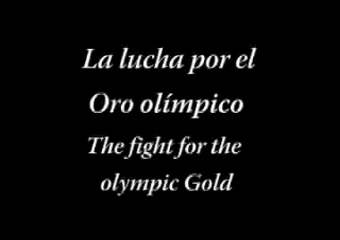 La lucha por el
Oro olímpico
The fight for the
olympic Gold